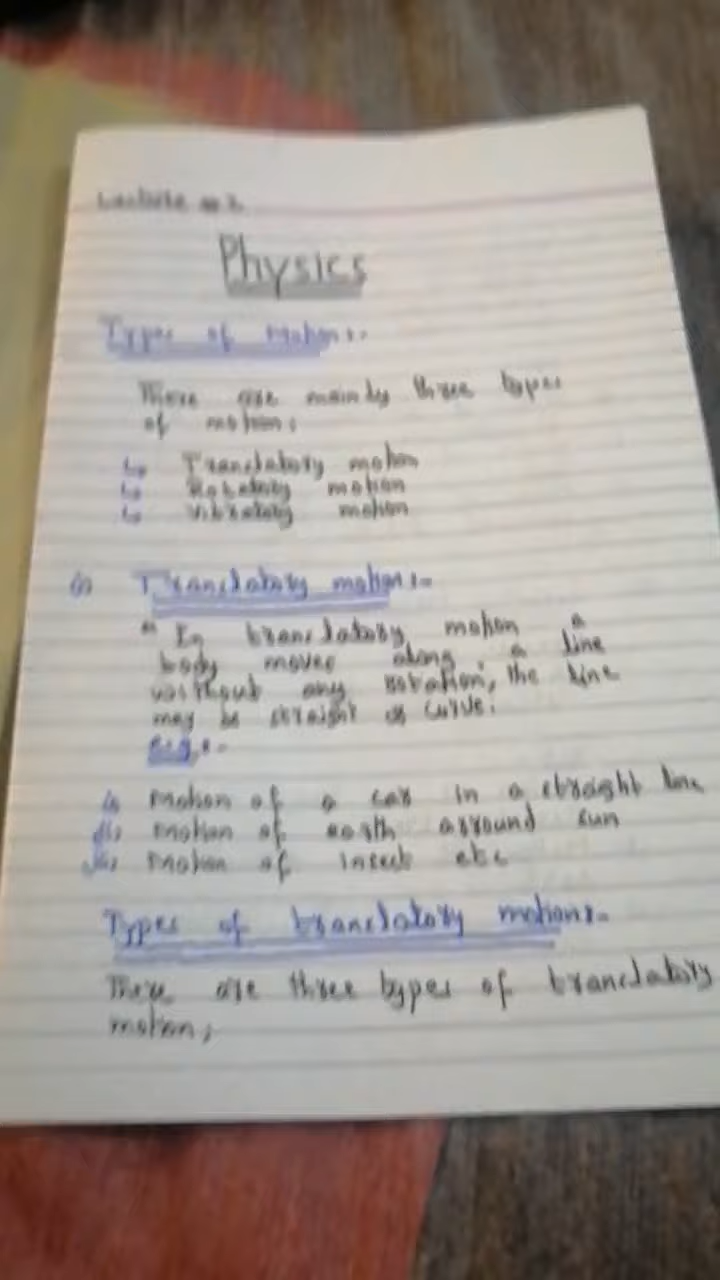 Lecture # 2
Physics
Types of motion:-
There are mainly three types
of motion;
↳ Translatory motion
↳ Rotatory motion
↳ Vibratory motion
(i) Translatory motion:-
" In translatory motion a
body moves along a line
without any rotation, the line
may be straight or curve.
e.g:-
i) motion of a car in a straight line
ii) motion of earth around sun
iii) motion of insect etc
Types of translatory motion:-
There are three types of translatory
motion;